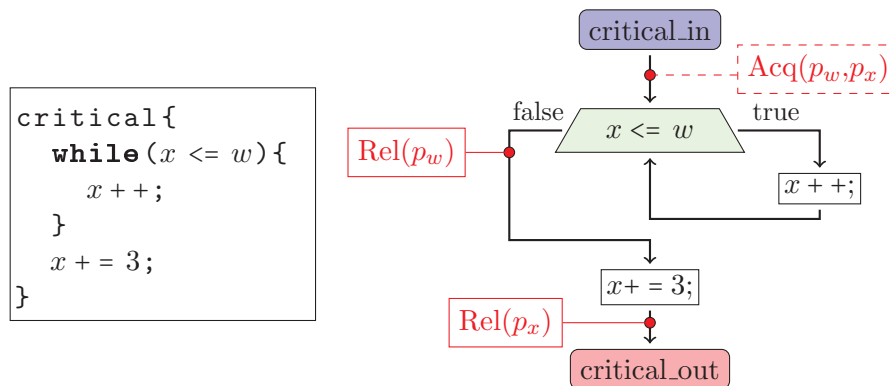 critical{
while(x <= w){
x ++;
}
x += 3;
}
critical_in
Acq(p_w,p_x)
false
x <= w
true
Rel(p_w)
x ++;
x+ = 3;
Rel(p_x)
critical_out